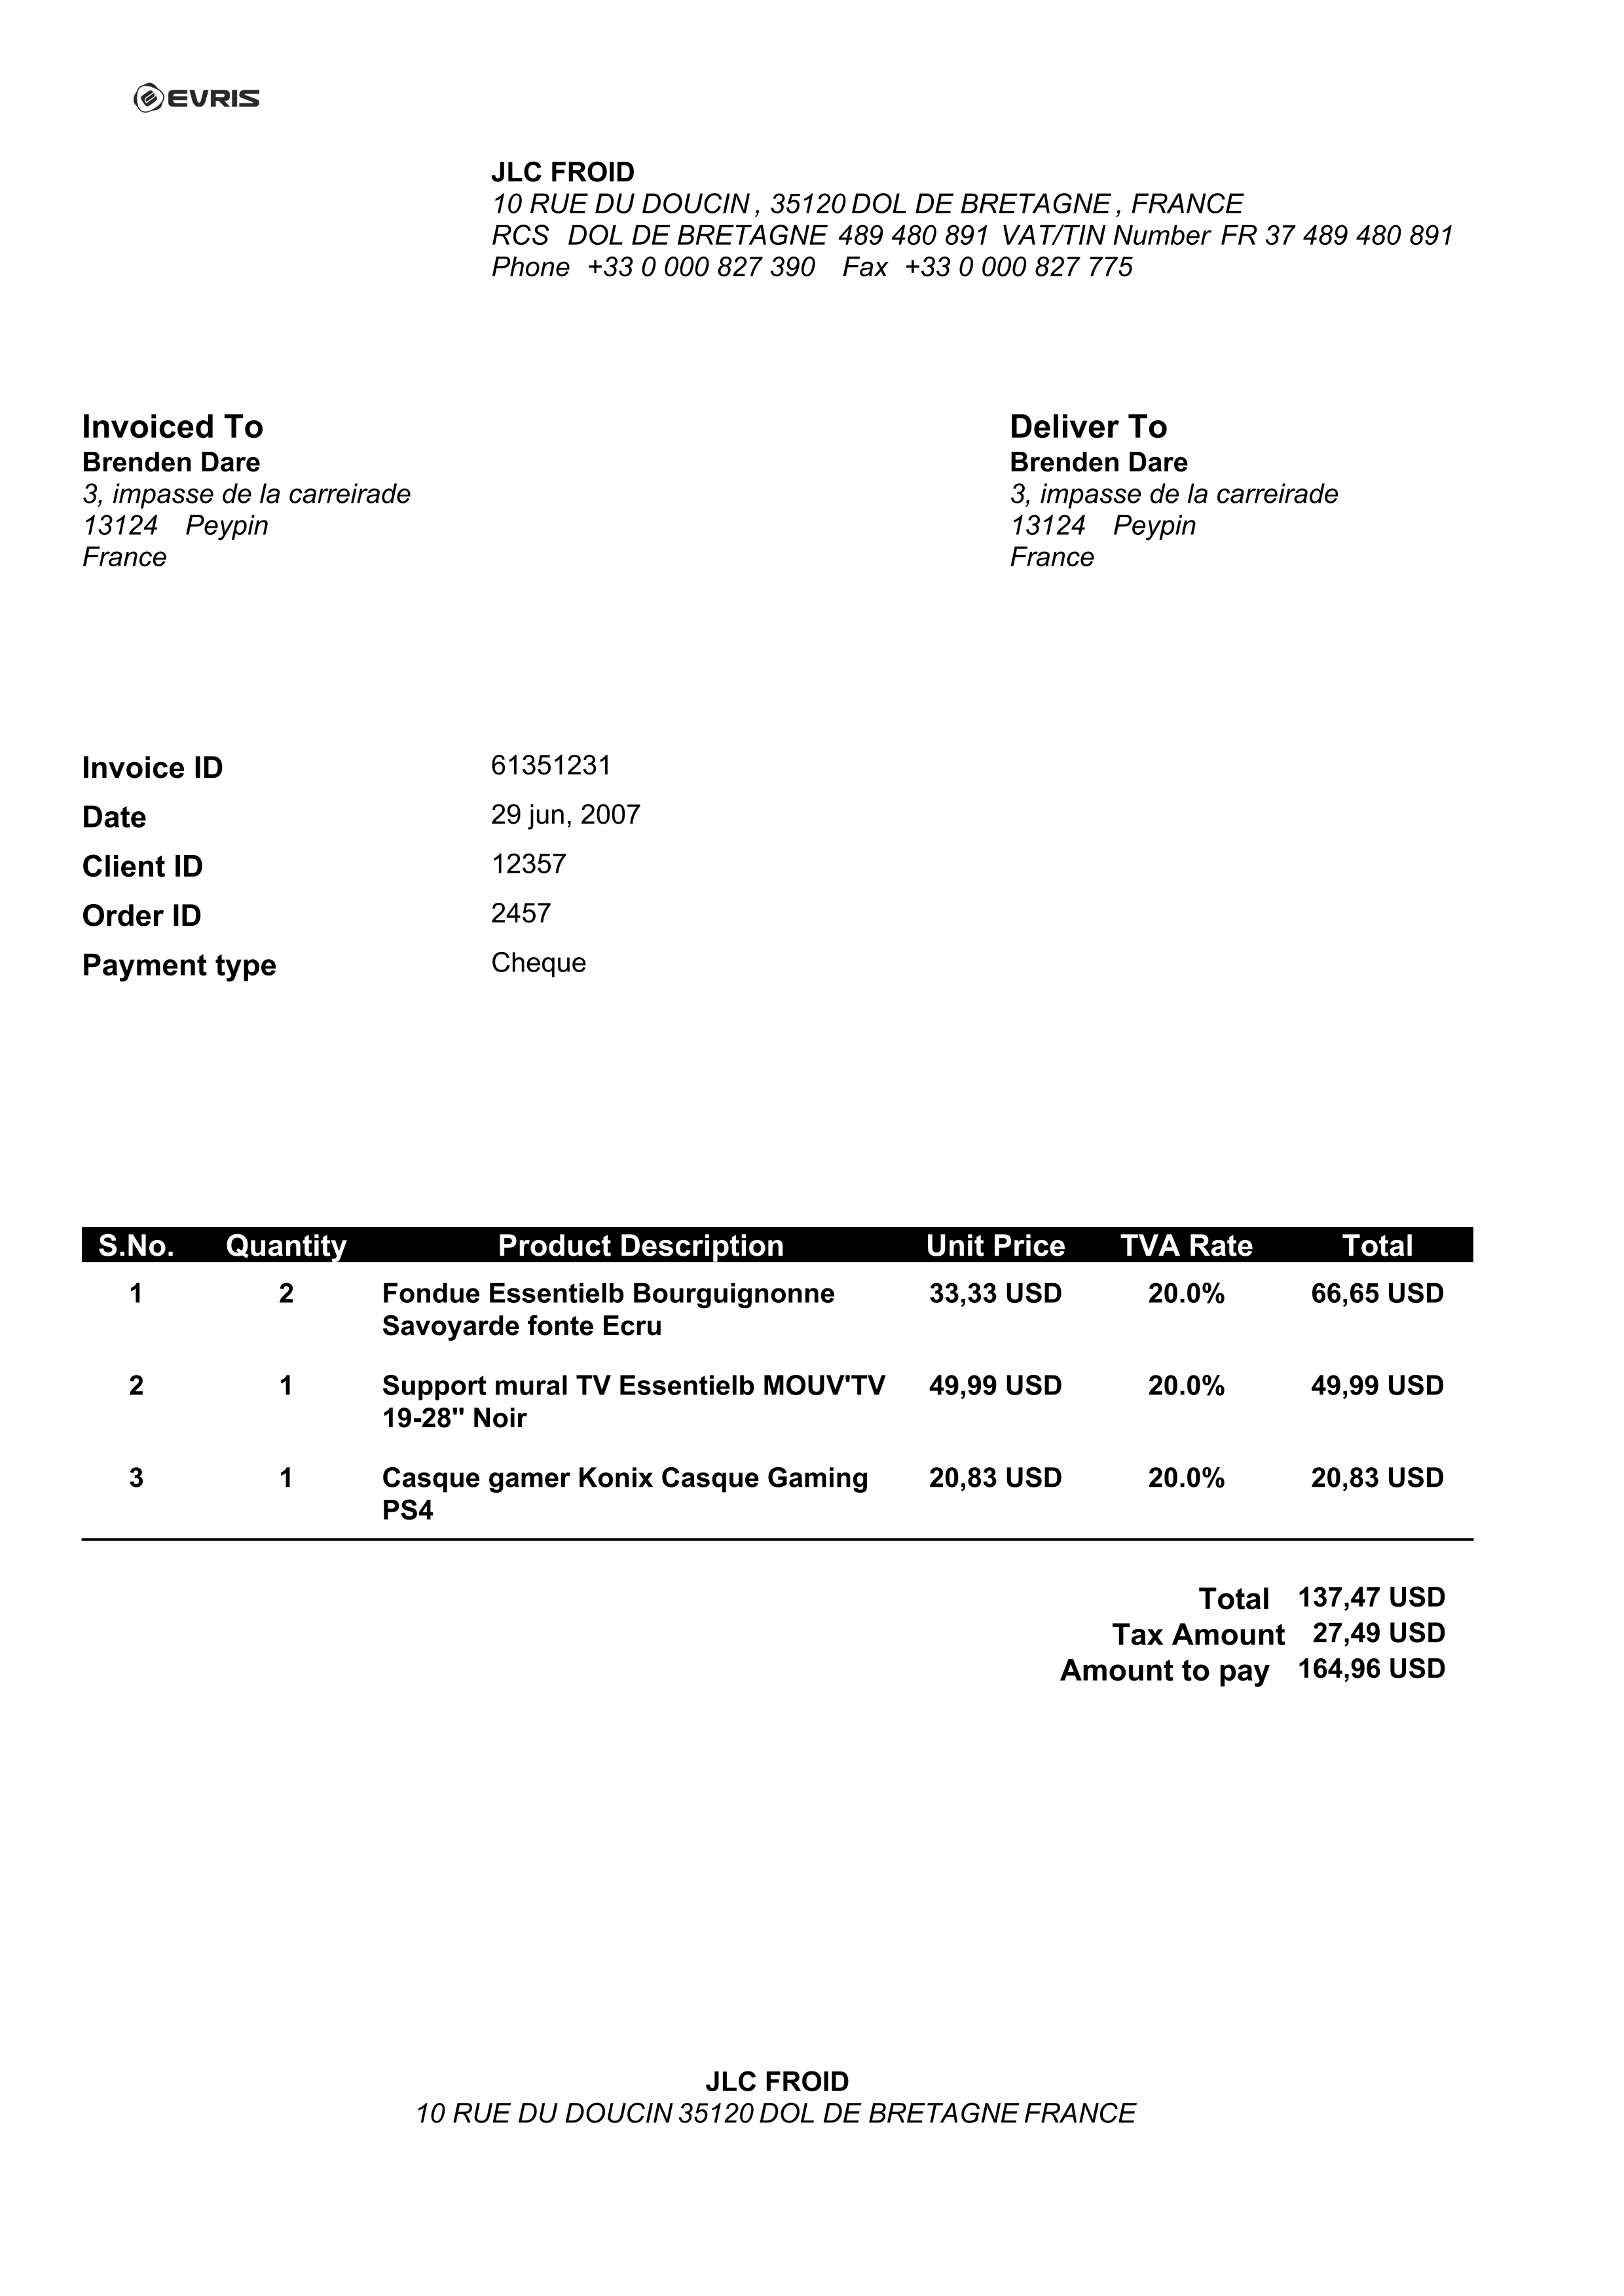 EVRIS
JLC FROID
10 RUE DU DOUCIN , 35120 DOL DE BRETAGNE , FRANCE
RCS DOL DE BRETAGNE 489 480 891 VAT/TIN Number FR 37 489 480 891
Phone +33 0 000 827 390 Fax +33 0 000 827 775
Invoiced To
Brenden Dare
3, impasse de la carreirade
13124 Peypin
France
Deliver To
Brenden Dare
3, impasse de la carreirade
13124 Peypin
France
Invoice ID 61351231
Date 29 jun, 2007
Client ID 12357
Order ID 2457
Payment type Cheque
S.No. Quantity Product Description Unit Price TVA Rate Total
1 2 Fondue Essentielb Bourguignonne 33,33 USD 20.0% 66,65 USD
Savoyarde fonte Ecru
2 1 Support mural TV Essentielb MOUV'TV 49,99 USD 20.0% 49,99 USD
19-28" Noir
3 1 Casque gamer Konix Casque Gaming 20,83 USD 20.0% 20,83 USD
PS4
Total 137,47 USD
Tax Amount 27,49 USD
Amount to pay 164,96 USD
JLC FROID
10 RUE DU DOUCIN 35120 DOL DE BRETAGNE FRANCE